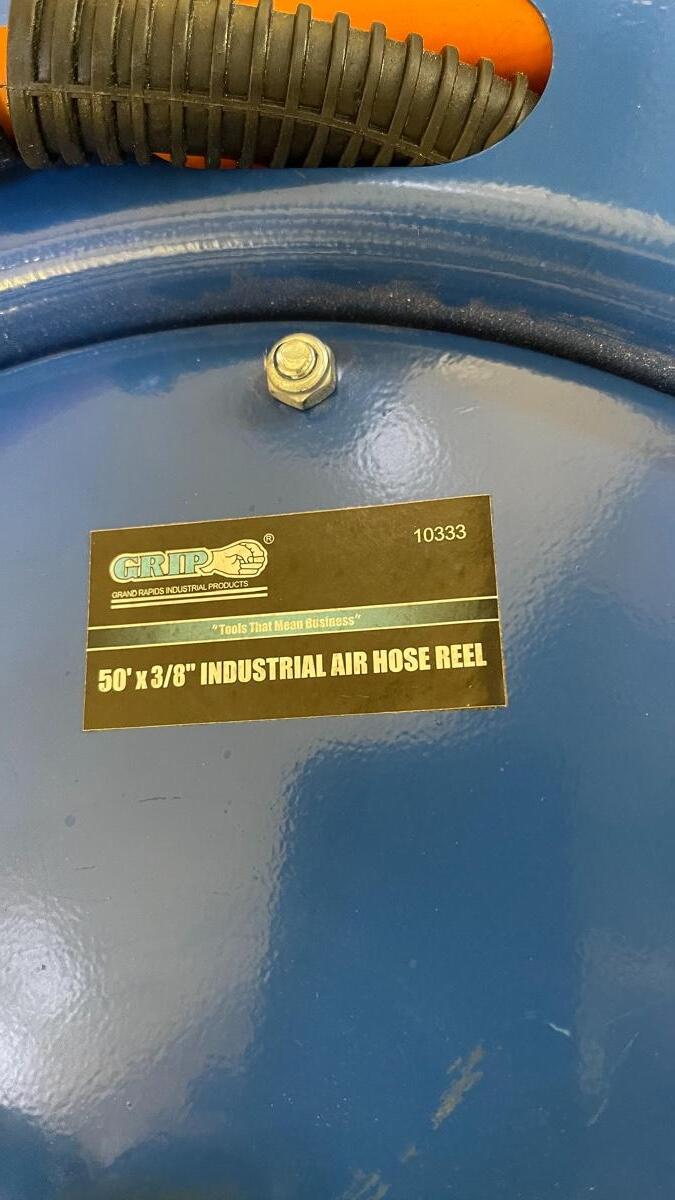 GRIP®
10333
GRAND RAPIDS INDUSTRIAL PRODUCTS
"Tools That Mean Business"
50' x 3/8" INDUSTRIAL AIR HOSE REEL